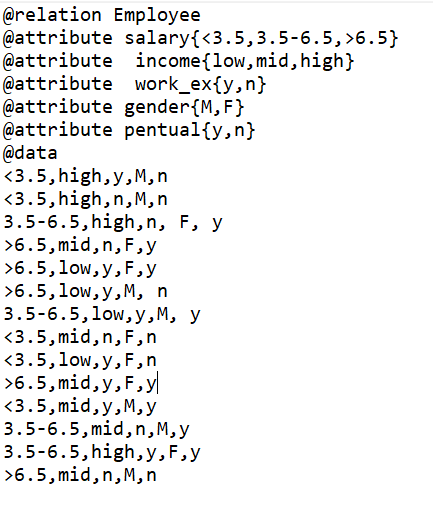 @relation Employee
@attribute salary{<3.5,3.5-6.5,>6.5}
@attribute  income{low,mid,high}
@attribute  work_ex{y,n}
@attribute gender{M,F}
@attribute pentual{y,n}
@data
<3.5,high,y,M,n
<3.5,high,n,M,n
3.5-6.5,high,n, F, y
>6.5,mid,n,F,y
>6.5,low,y,F,y
>6.5,low,y,M, n
3.5-6.5,low,y,M, y
<3.5,mid,n,F,n
<3.5,low,y,F,n
>6.5,mid,y,F,y
<3.5,mid,y,M,y
3.5-6.5,mid,n,M,y
3.5-6.5,high,y,F,y
>6.5,mid,n,M,n